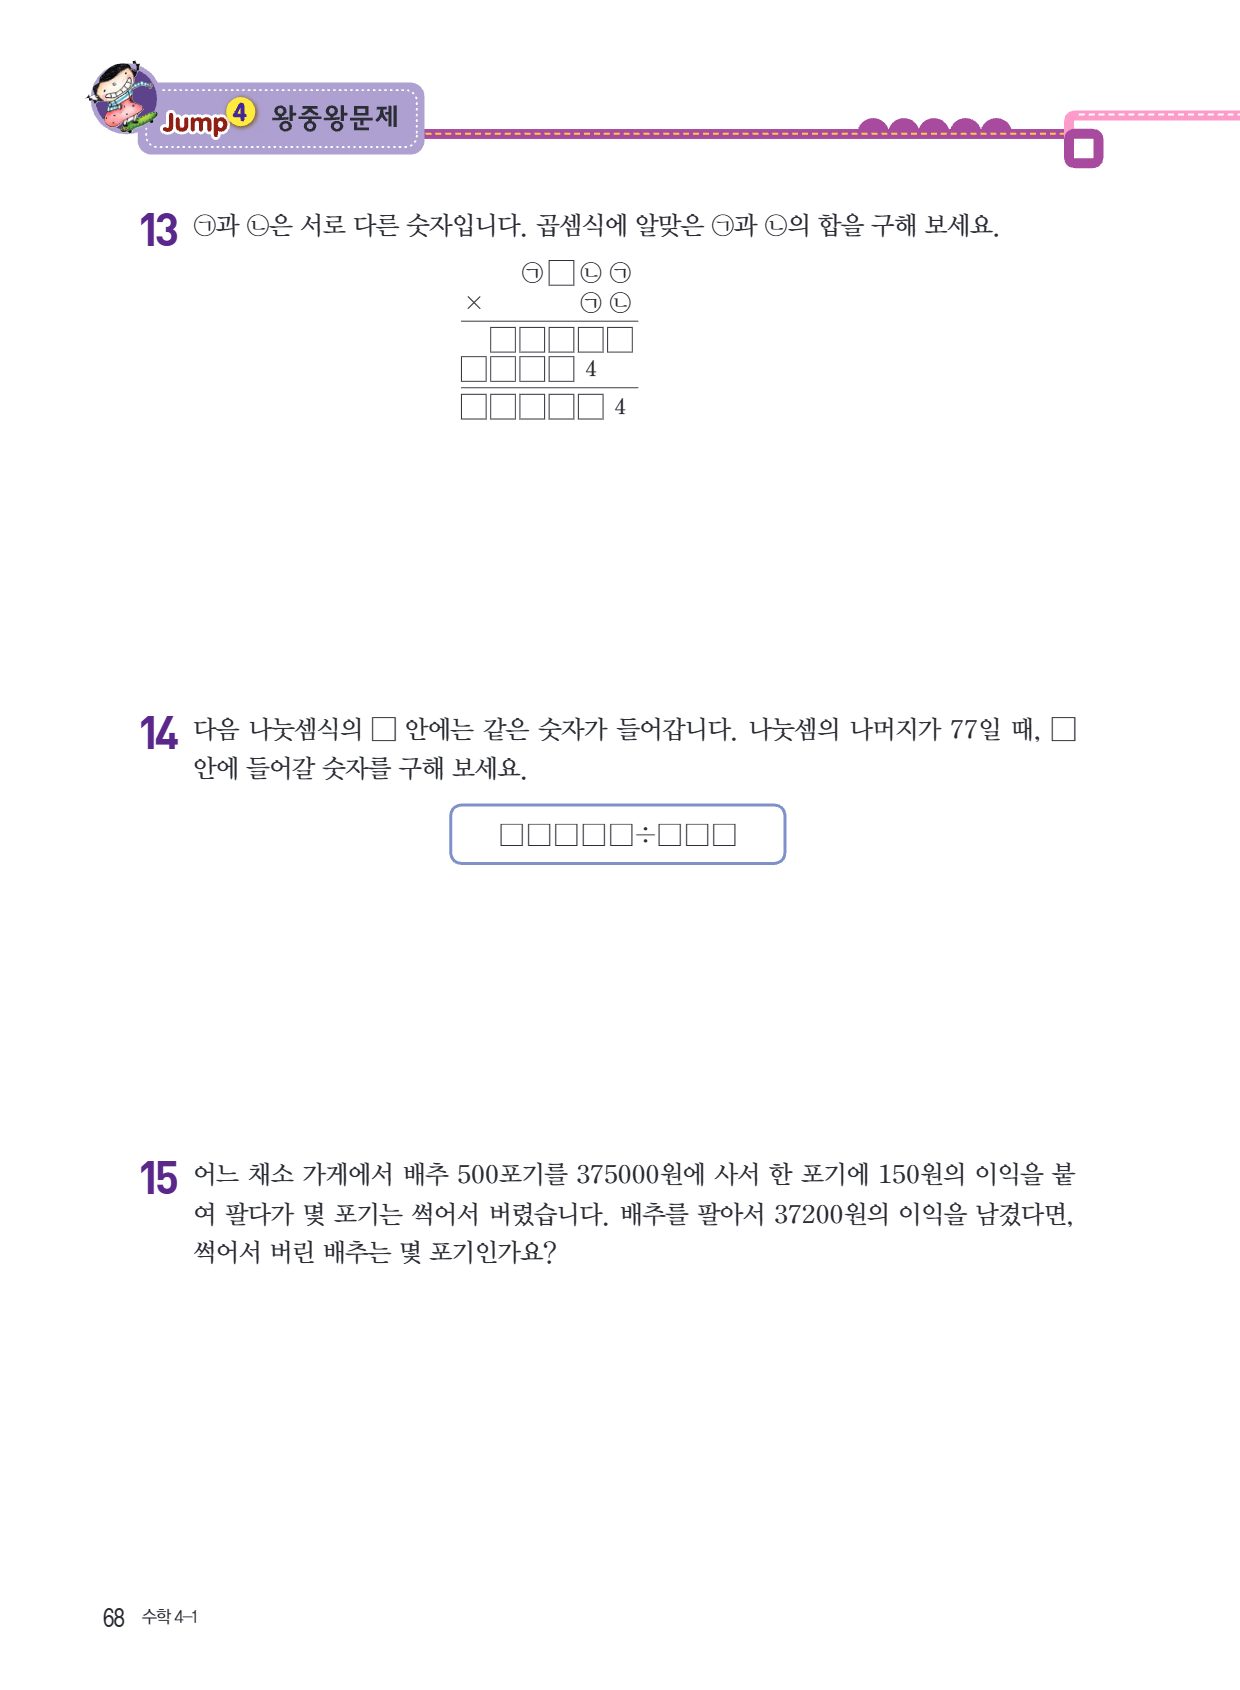 Jump 4 왕중왕문제
13 ㉠과 ㉡은 서로 다른 숫자입니다. 곱셈식에 알맞은 ㉠과 ㉡의 합을 구해 보세요.
㉠□㉡㉠
× ㉠㉡
□□□□□
□□□□4
□□□□□4
14 다음 나눗셈식의 □ 안에는 같은 숫자가 들어갑니다. 나눗셈의 나머지가 77일 때, □
안에 들어갈 숫자를 구해 보세요.
□□□□□÷□□□
15 어느 채소 가게에서 배추 500포기를 375000원에 사서 한 포기에 150원의 이익을 붙
여 팔다가 몇 포기는 썩어서 버렸습니다. 배추를 팔아서 37200원의 이익을 남겼다면,
썩어서 버린 배추는 몇 포기인가요?
68 수학 4-1